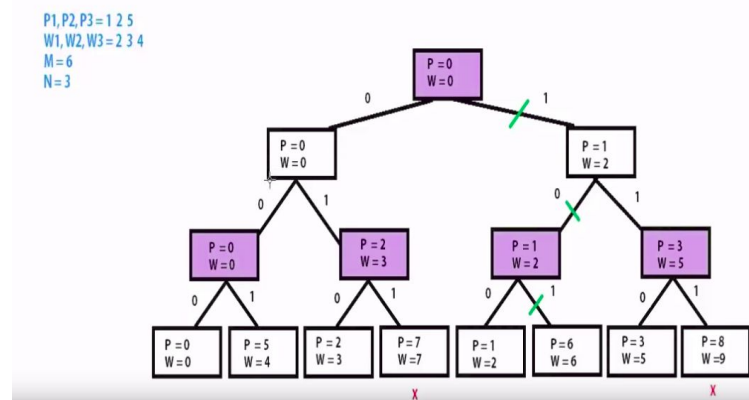 P1, P2, P3 = 1 2 5
W1, W2, W3 = 2 3 4
M = 6
N = 3
P = 0
W = 0
0
1
P = 0
W = 0
P = 1
W = 2
0
1
0
1
P = 0
W = 0
P = 2
W = 3
P = 1
W = 2
P = 3
W = 5
0
1
0
1
0
1
0
1
P = 0
W = 0
P = 5
W = 4
P = 2
W = 3
P = 7
W = 7
P = 1
W = 2
P = 6
W = 6
P = 3
W = 5
P = 8
W = 9
X
X